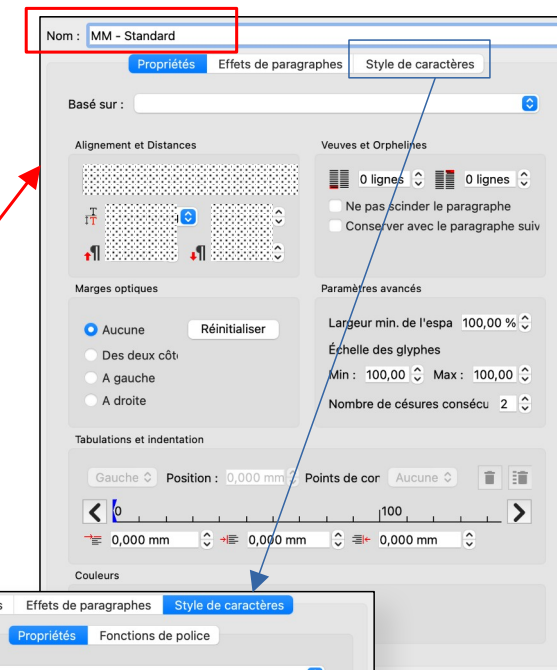 Nom : MM - Standard
Propriétés Effets de paragraphes Style de caractères
Basé sur :
Alignement et Distances Veuves et Orphelines
0 lignes 0 lignes
Ne pas scinder le paragraphe
Conserver avec le paragraphe suiv
Marges optiques Paramètres avancés
Aucune Réinitialiser Largeur min. de l'espa 100,00 %
Des deux côt Échelle des glyphes
A gauche Min : 100,00 Max : 100,00
A droite Nombre de césures consécu 2
Tabulations et indentation
Gauche Position : 0,000 mm Points de cor Aucune
0 100
0,000 mm 0,000 mm 0,000 mm
Couleurs
s Effets de paragraphes Style de caractères
Propriétés Fonctions de police